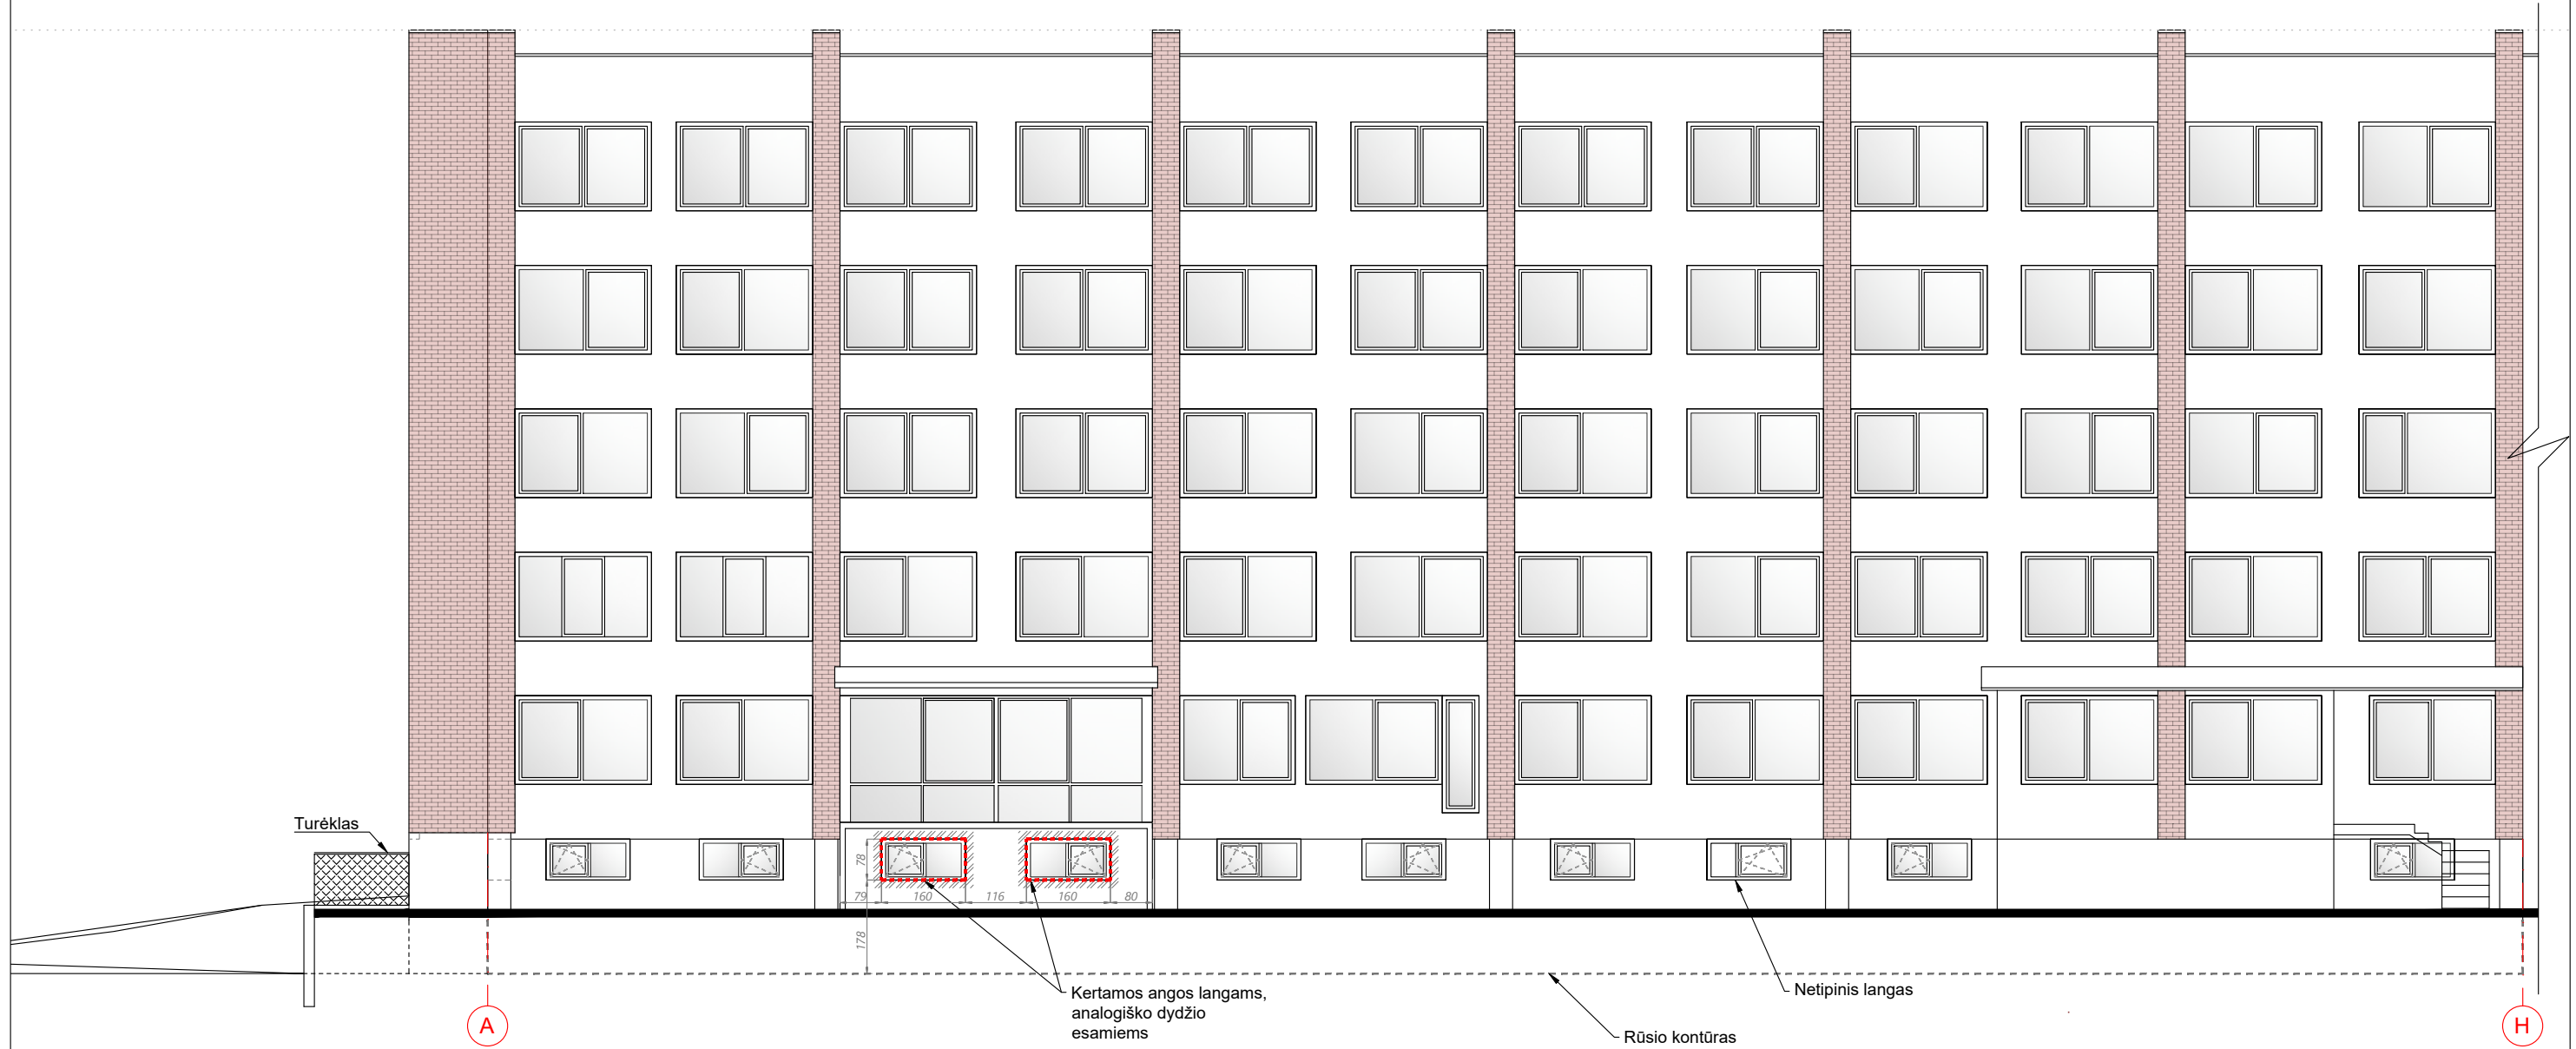 Turėklas
78
79
160
116
160
80
178
Kertamos angos langams,
analogiško dydžio
esamiems
Netipinis langas
Rūsio kontūras
A
H